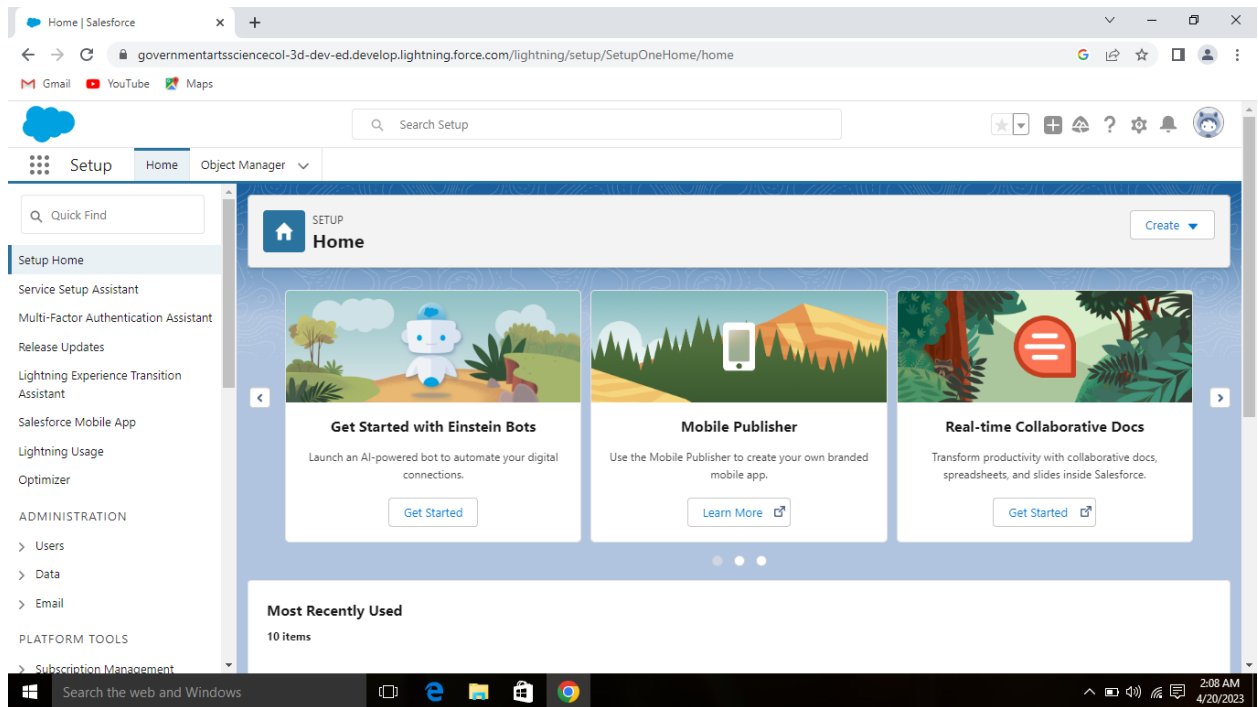 Home | Salesforce
governmentartssciencecol-3d-dev-ed.develop.lightning.force.com/lightning/setup/SetupOneHome/home
Gmail YouTube Maps
Search Setup
Setup Home Object Manager
Quick Find
Setup Home
Service Setup Assistant
Multi-Factor Authentication Assistant
Release Updates
Lightning Experience Transition
Assistant
Salesforce Mobile App
Lightning Usage
Optimizer
ADMINISTRATION
Users
Data
Email
PLATFORM TOOLS
Subscription Management
SETUP
Home
Create
Get Started with Einstein Bots
Launch an AI-powered bot to automate your digital
connections.
Get Started
Mobile Publisher
Use the Mobile Publisher to create your own branded
mobile app.
Learn More
Real-time Collaborative Docs
Transform productivity with collaborative docs,
spreadsheets, and slides inside Salesforce.
Get Started
Most Recently Used
10 items
Search the web and Windows
2:08 AM
4/20/2023